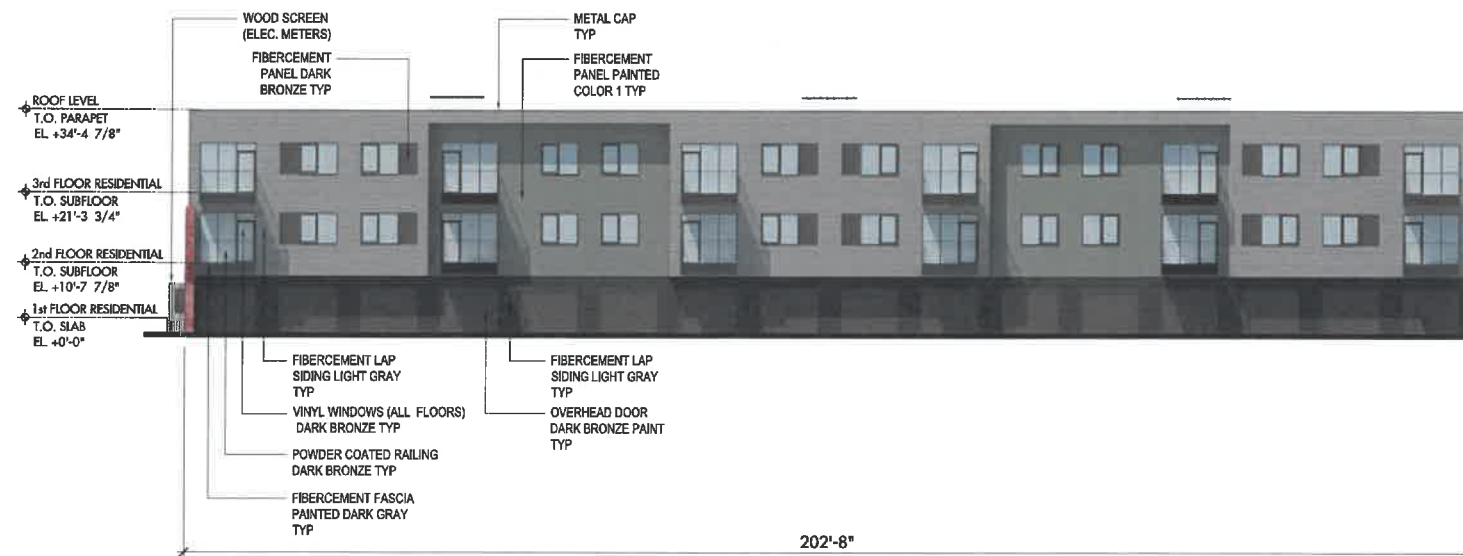 WOOD SCREEN
(ELEC. METERS)
METAL CAP
TYP
FIBERCEMENT
PANEL DARK
BRONZE TYP
FIBERCEMENT
PANEL PAINTED
COLOR 1 TYP
ROOF LEVEL
T.O. PARAPET
EL +34'-4 7/8"
3rd FLOOR RESIDENTIAL
T.O. SUBFLOOR
EL. +21'-3 3/4"
2nd FLOOR RESIDENTIAL
T.O. SUBFLOOR
EL. +10'-7 7/8"
1st FLOOR RESIDENTIAL
T.O. SLAB
EL. +0'-0"
FIBERCEMENT LAP
SIDING LIGHT GRAY
TYP
VINYL WINDOWS (ALL FLOORS)
DARK BRONZE TYP
POWDER COATED RAILING
DARK BRONZE TYP
FIBERCEMENT FASCIA
PAINTED DARK GRAY
TYP
FIBERCEMENT LAP
SIDING LIGHT GRAY
TYP
OVERHEAD DOOR
DARK BRONZE PAINT
TYP
202'-8"